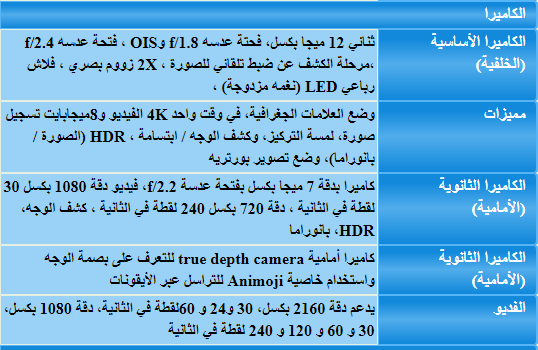 الكاميرا
الكاميرا الأساسية
(الخلفية)
ثنائي 12 ميجا بكسل، فحتة عدسه f/1.8 وOIS ، فتحة عدسه f/2.4
،مرحلة الكشف عن ضبط تلقاني للصورة ، 2X زووم بصري ، فلاش
رباعي LED (نغمه مزدوجة) ،
مميزات
وضع العلامات الجغرافية، في وقت واحد 4K الفيديو و8ميجابايت تسجيل
صورة، لمسة التركيز، وكشف الوجه / ابتسامة ، HDR (الصورة /
بانوراما)، وضع تصوير بورتريه
الكاميرا الثانوية
(الأمامية)
كاميرا بدقة 7 ميجا بكسل بفتحة عدسة f/2.2، فيديو دقة 1080 بكسل 30
لقطة في الثانية ، دقة 720 بكسل 240 لقطة في الثانية ، كشف الوجه،
HDR، بانوراما
الكاميرا الثانوية
(الأمامية)
كاميرا أمامية true depth camera للتعرف على بصمة الوجه
واستخدام خاصية Animoji للتراسل عبر الأيقونات
الفديو
يدعم دقة 2160 بكسل، 30 و24 و 60لقطة في الثانية، دقة 1080 بكسل،
30 و 60 و 120 و 240 لقطة في الثانية